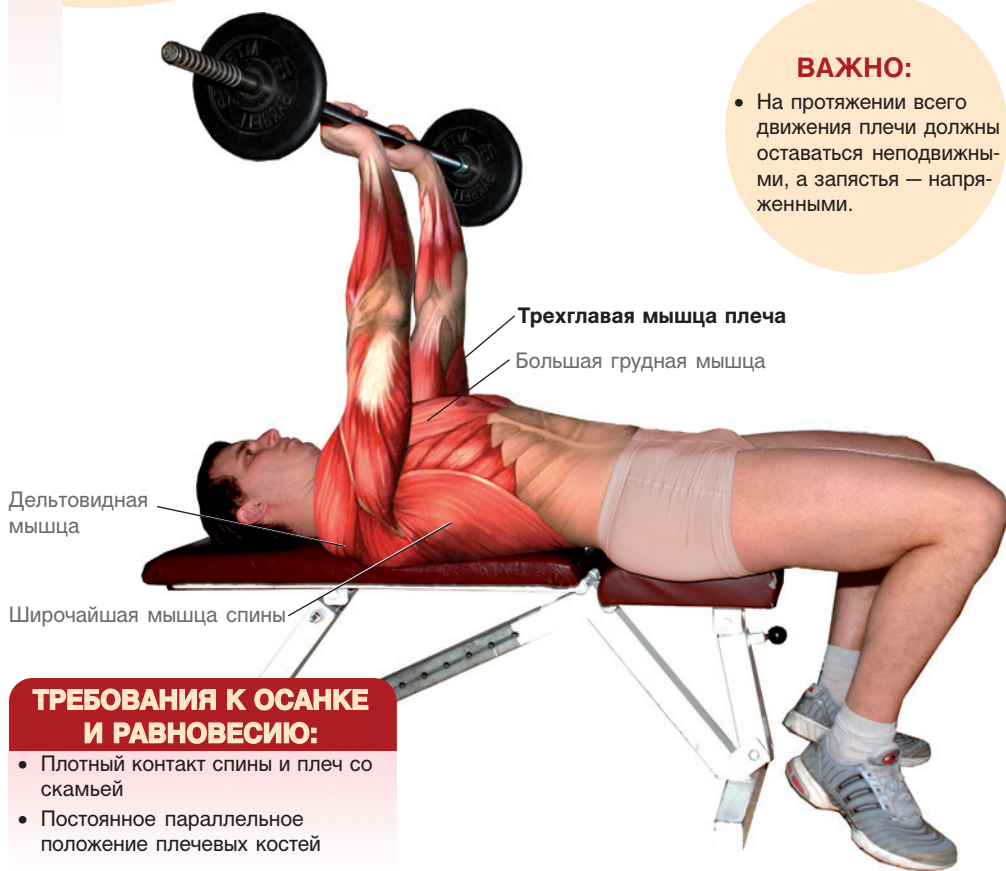 ВАЖНО:
• На протяжении всего
движения плечи должны
оставаться неподвижны-
ми, а запястья — напря-
женными.
Трехглавая мышца плеча
Большая грудная мышца
Дельтовидная
мышца
Широчайшая мышца спины
ТРЕБОВАНИЯ К ОСАНКЕ
И РАВНОВЕСИЮ:
• Плотный контакт спины и плеч со
скамьей
• Постоянное параллельное
положение плечевых костей